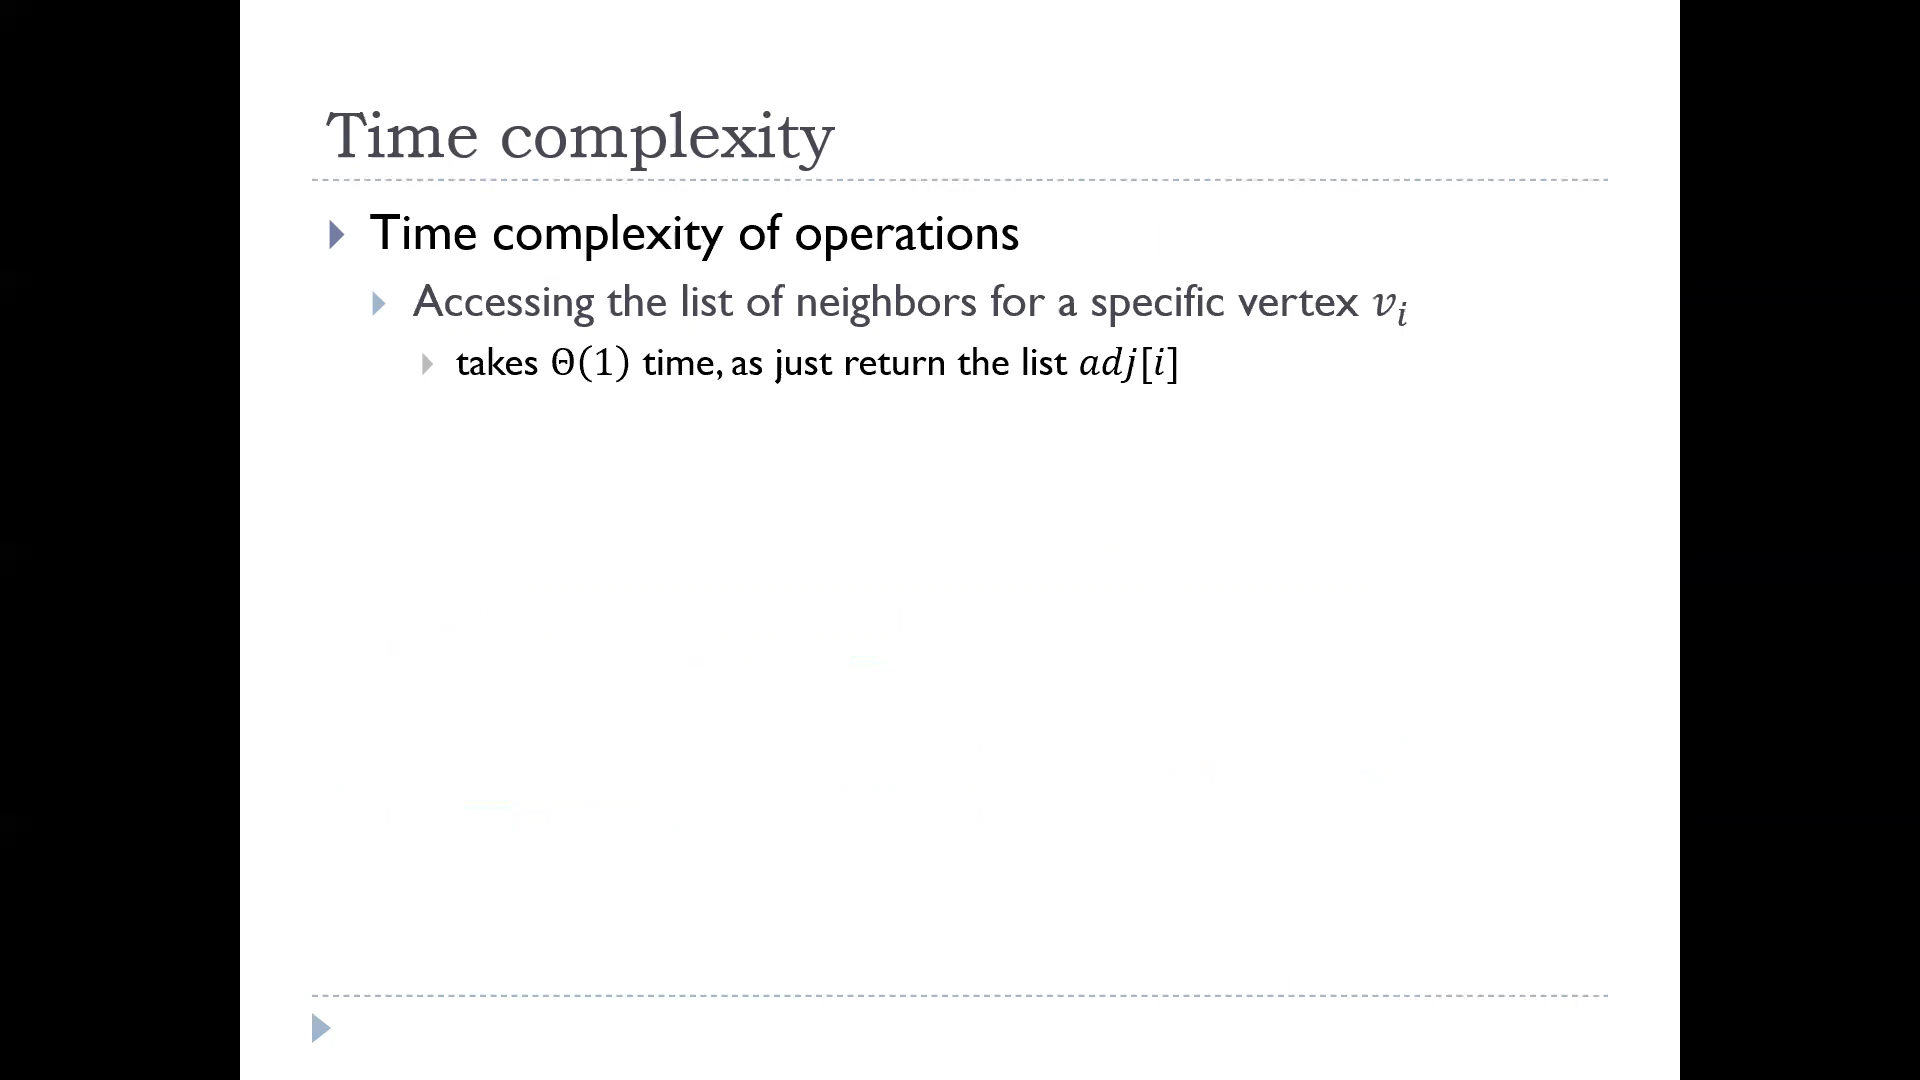 Time complexity
Time complexity of operations
Accessing the list of neighbors for a specific vertex 𝑣ᵢ
takes Θ(1) time, as just return the list 𝑎𝑑𝑗[𝑖]